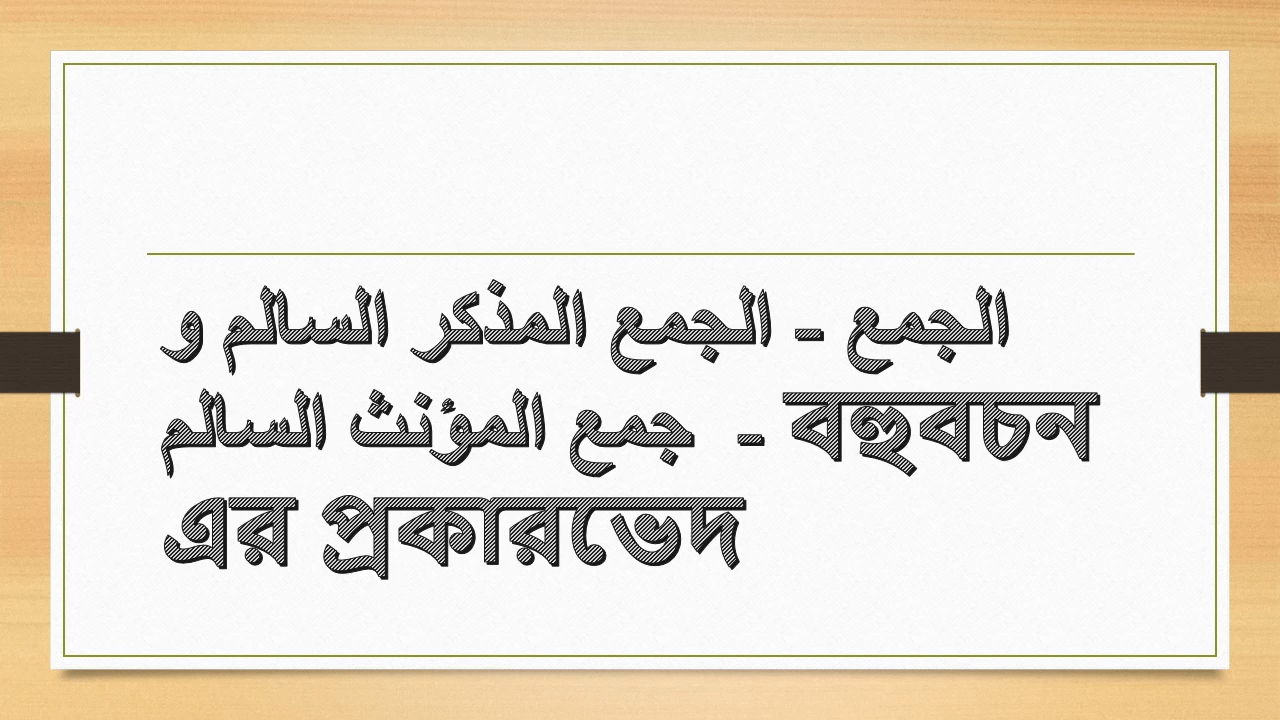 الجمع - الجمع المذكر السالم و
جمع المؤنث السالم - বহুবচন
এর প্রকারভেদ